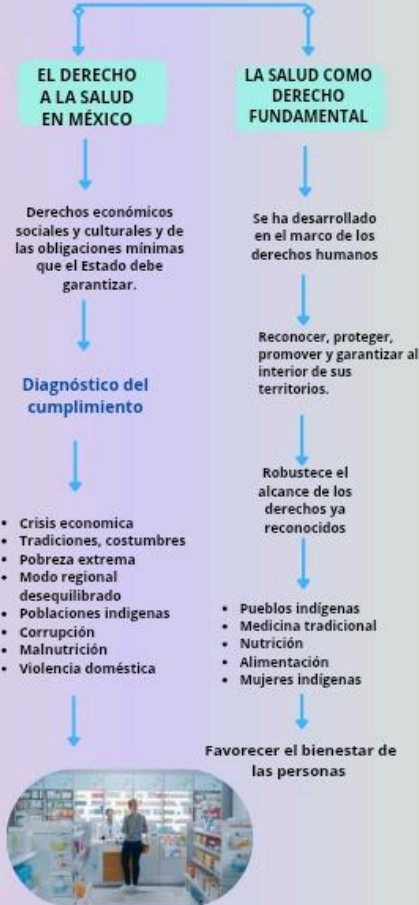 EL DERECHO
A LA SALUD
EN MÉXICO
Derechos económicos
sociales y culturales y de
las obligaciones mínimas
que el Estado debe
garantizar.
Diagnóstico del
cumplimiento
• Crisis economica
• Tradiciones, costumbres
• Pobreza extrema
• Modo regional
desequilibrado
• Poblaciones indigenas
• Corrupción
• Malnutrición
• Violencia doméstica
LA SALUD COMO
DERECHO
FUNDAMENTAL
Se ha desarrollado
en el marco de los
derechos humanos
Reconocer, proteger,
promover y garantizar al
interior de sus
territorios.
Robustece el
alcance de los
derechos ya
reconocidos
• Pueblos indígenas
• Medicina tradicional
• Nutrición
• Alimentación
• Mujeres indígenas
Favorecer el bienestar de
las personas